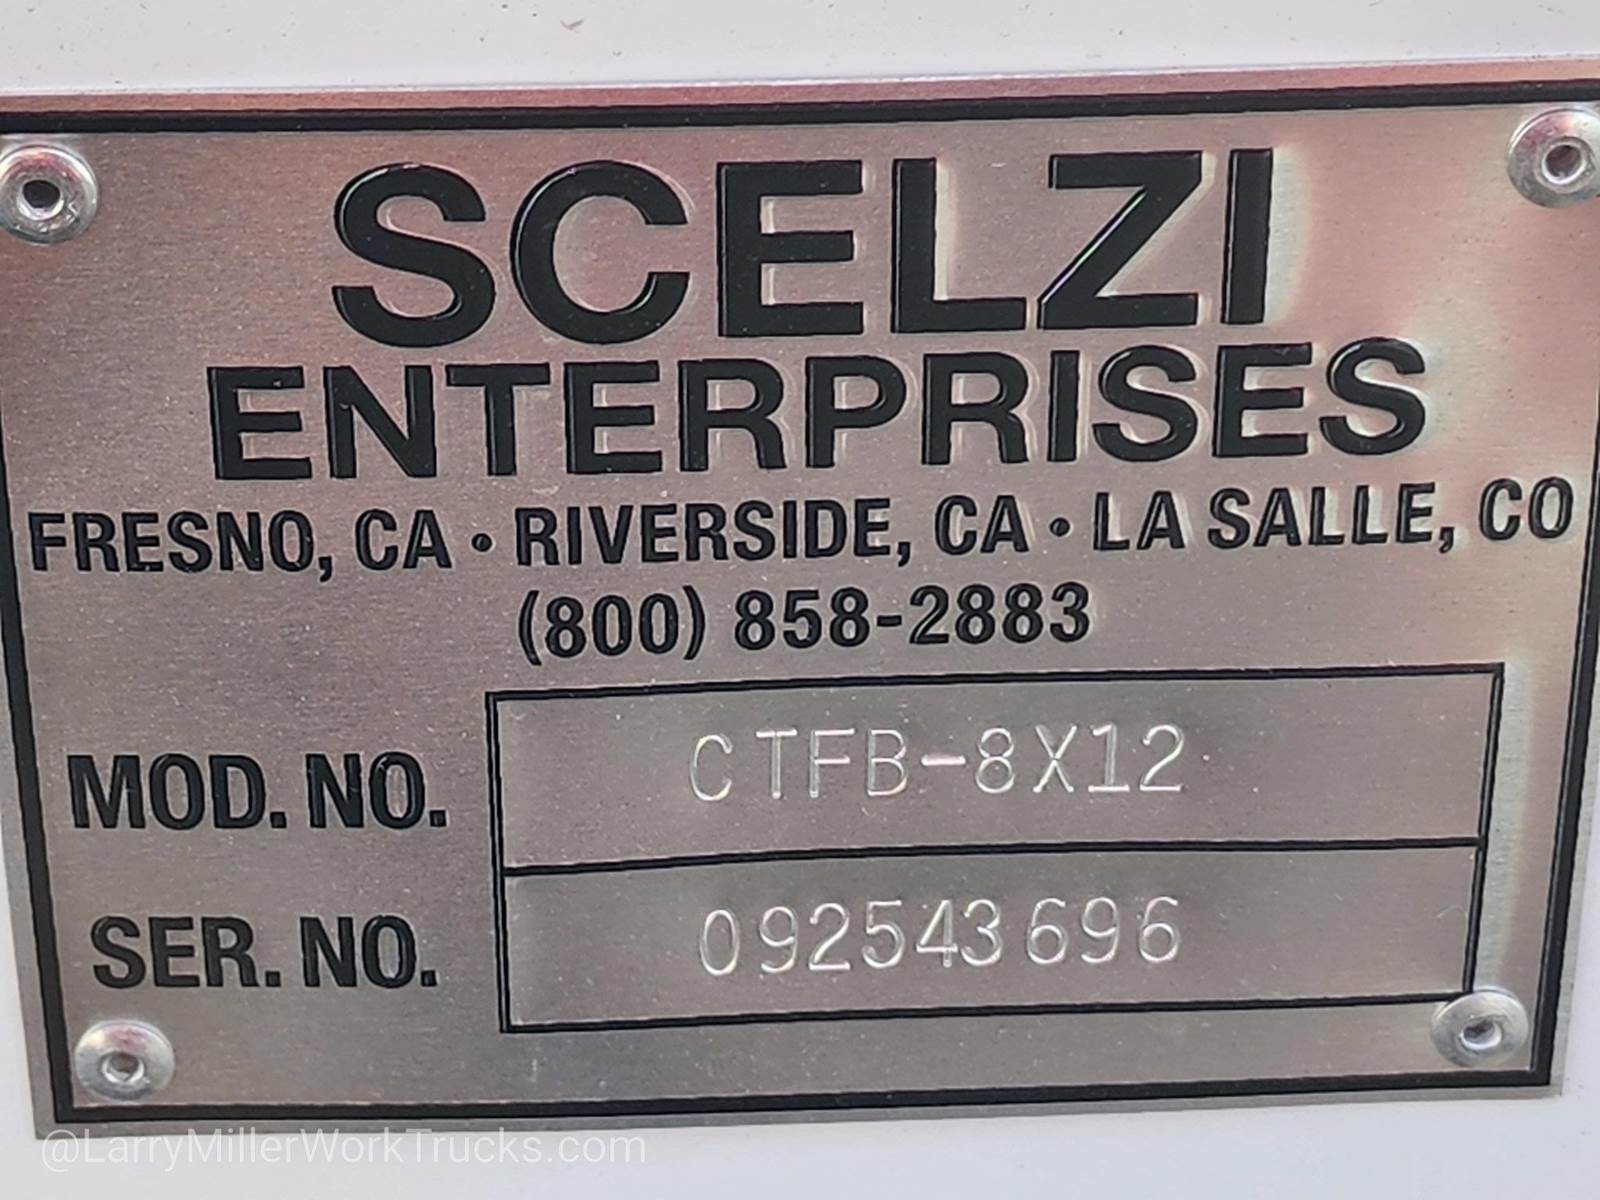 SCELZI
ENTERPRISES
FRESNO, CA • RIVERSIDE, CA • LA SALLE, CO
(800) 858-2883
MOD. NO. CTFB-8X12
SER. NO. 092543696
@LarryMillerWorkTrucks.com